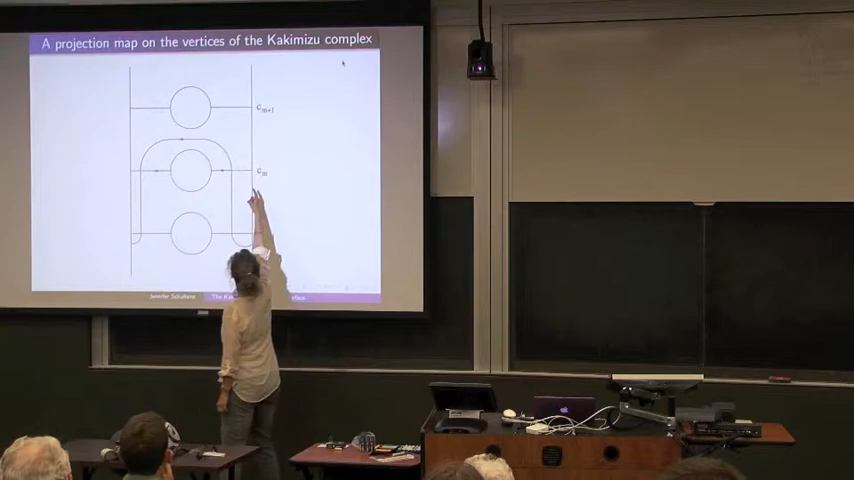 A projection map on the vertices of the Kakimizu complex
c_{m+1}
c_m
Jennifer Schultens